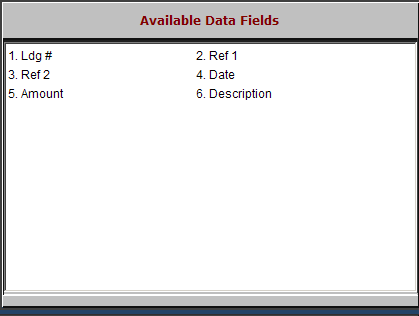 Available Data Fields
1. Ldg # 2. Ref 1
3. Ref 2 4. Date
5. Amount 6. Description